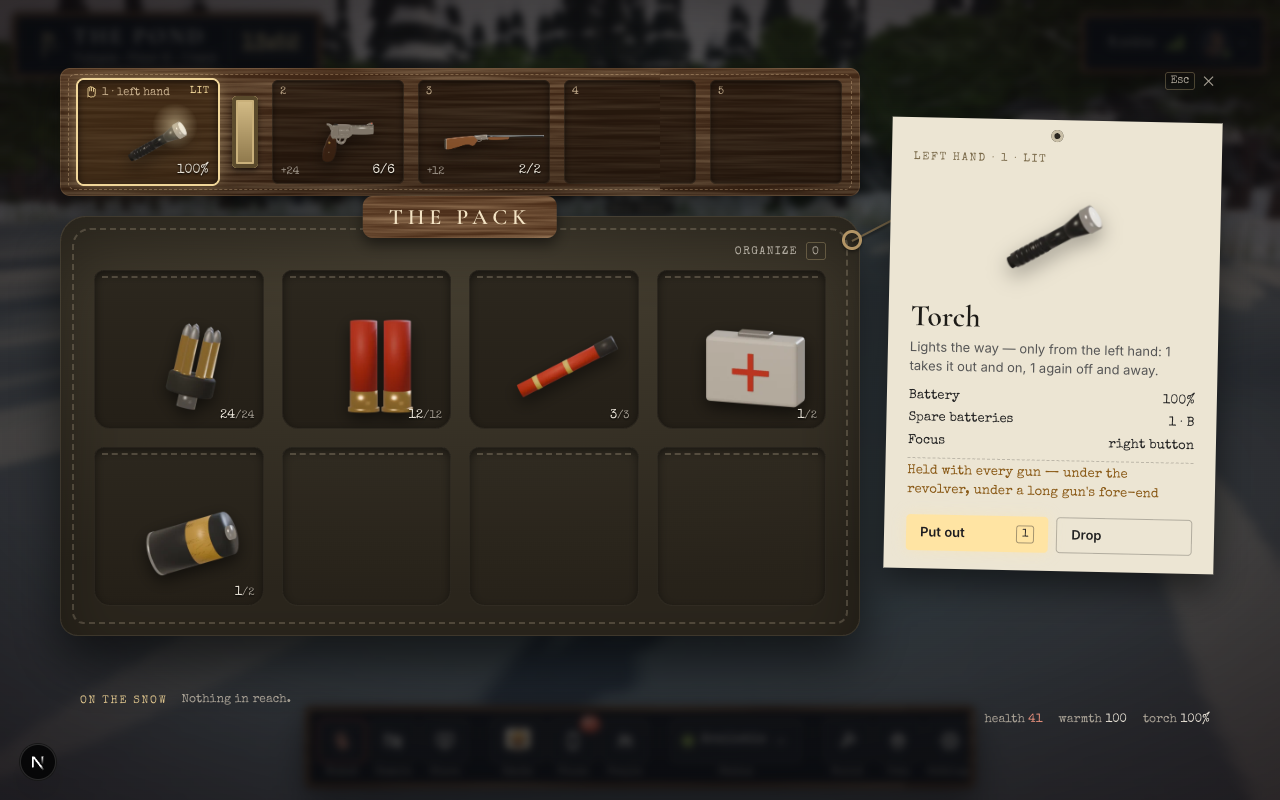 THE POND
1 · left hand LIT
100%
2
+24 6/6
3
+12 2/2
4
5
Esc ×
THE PACK
ORGANIZE O
24/24
12/12
3/3
1/2
1/2
LEFT HAND · 1 · LIT
Torch
Lights the way — only from the left hand: 1
takes it out and on, 1 again off and away.
Battery 100%
Spare batteries 1 · B
Focus right button
Held with every gun — under the
revolver, under a long gun's fore-end
Put out 1
Drop
ON THE SNOW Nothing in reach.
health 41 warmth 100 torch 100%
N